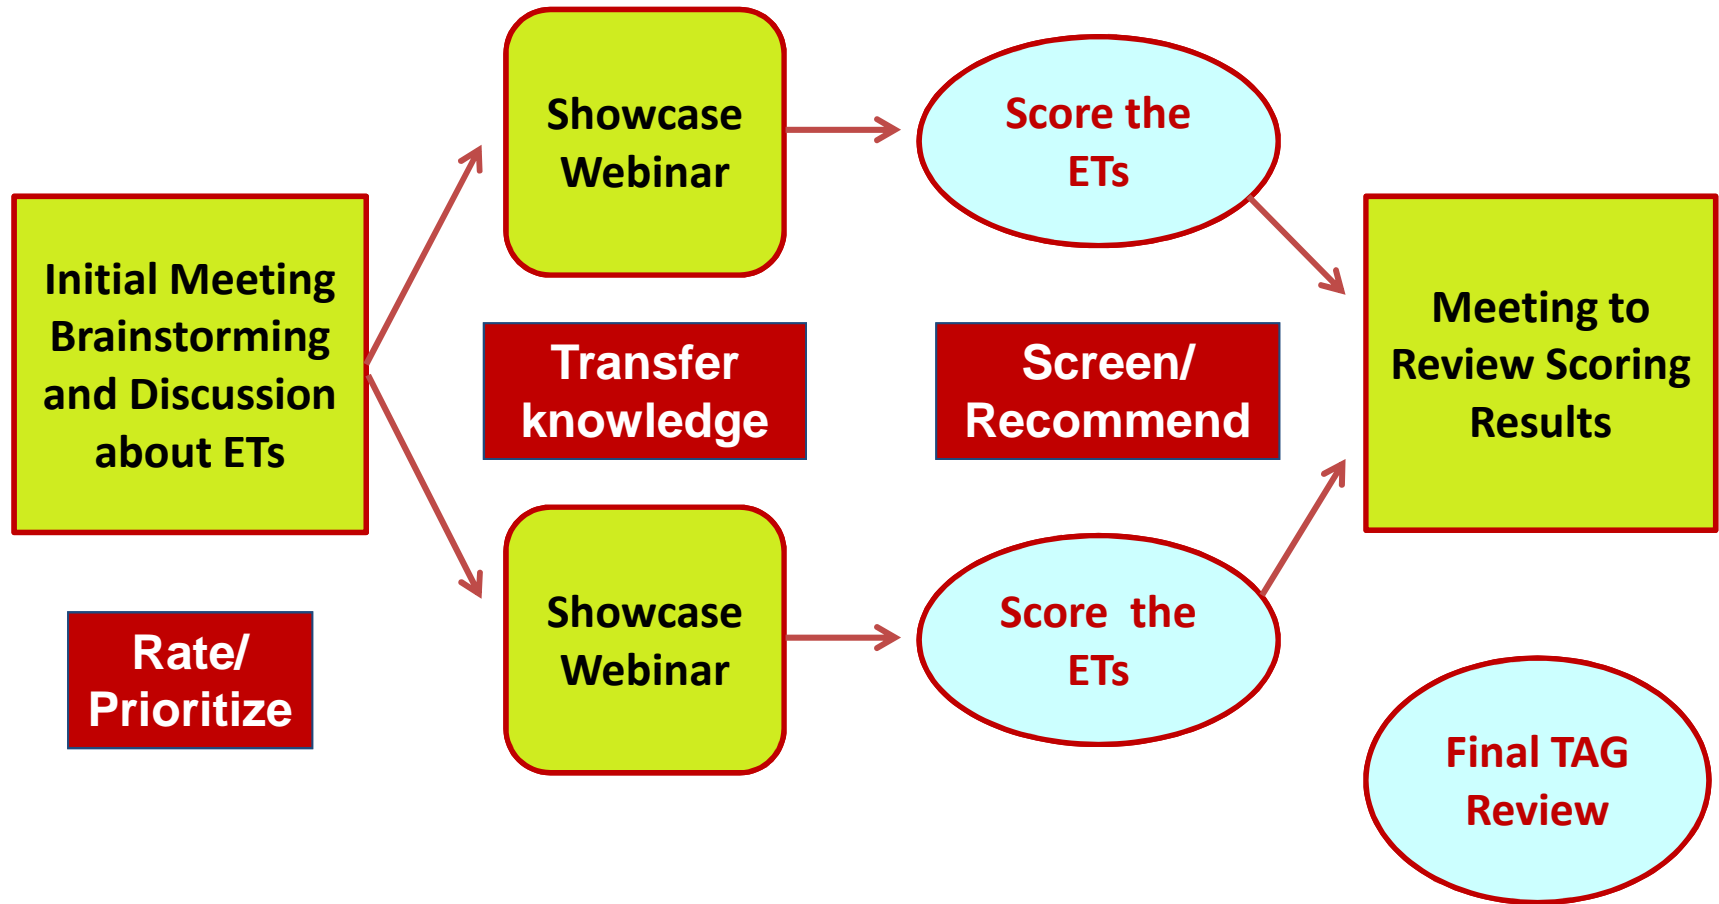 Initial Meeting
Brainstorming
and Discussion
about ETs
Rate/
Prioritize
Showcase
Webinar
Transfer
knowledge
Showcase
Webinar
Score the
ETs
Screen/
Recommend
Score  the
ETs
Meeting to
Review Scoring
Results
Final TAG
Review